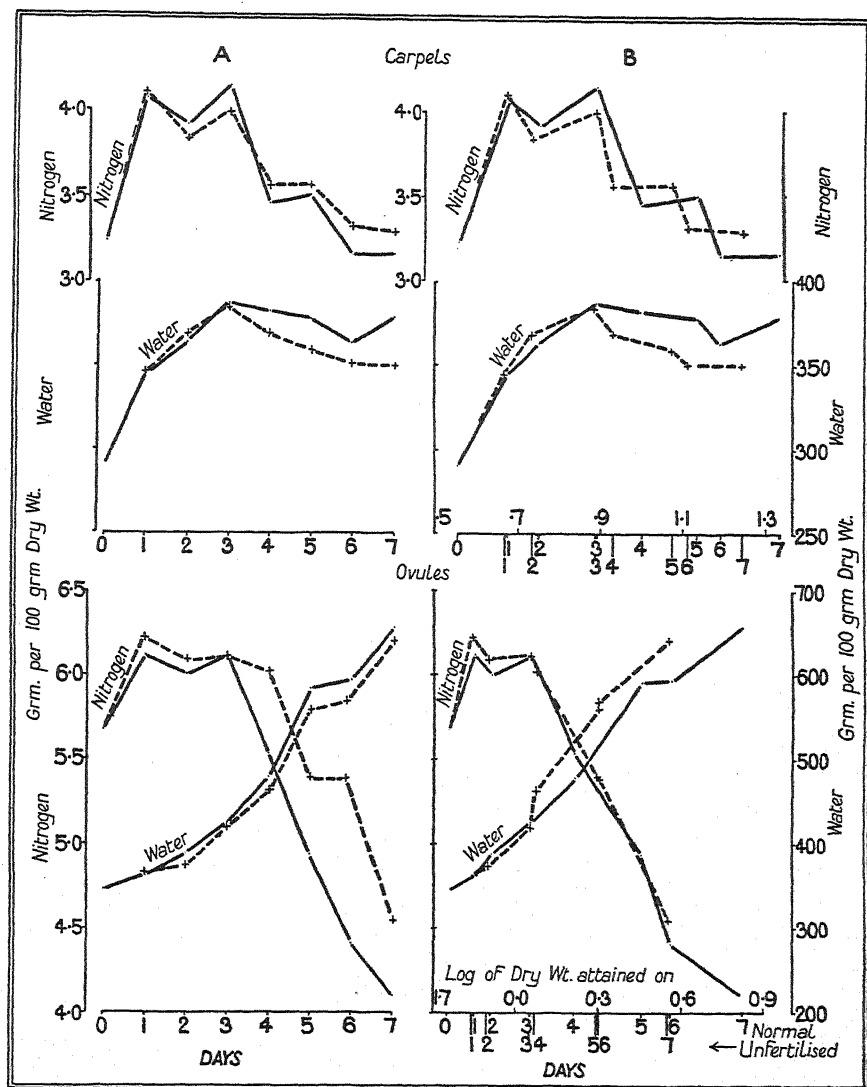 A
Carpels
B
4.0
3.5
3.0
Nitrogen
Nitrogen
4.0
3.5
3.0
Nitrogen
Nitrogen
Water
Water
Water
400
350
300
250
Water
.5 .7 .9 1.1 1.3
0 1 2 3 4 5 6 7
0 1 2 3 4 5 6 7
1 2 3 4 5 6 7
Ovules
Grm. per 100 grm Dry Wt.
Grm. per 100 grm Dry Wt.
6.5
6.0
5.5
5.0
4.5
4.0
Nitrogen
Nitrogen
Water
Nitrogen
Water
700
600
500
400
300
200
Water
Log of Dry Wt. attained on
1.7 0.0 0.3 0.6 0.9
0 1 2 3 4 5 6 7
0 1 2 3 4 5 6 7 Normal
1 2 3 4 5 6 7 ← Unfertilised
DAYS
DAYS